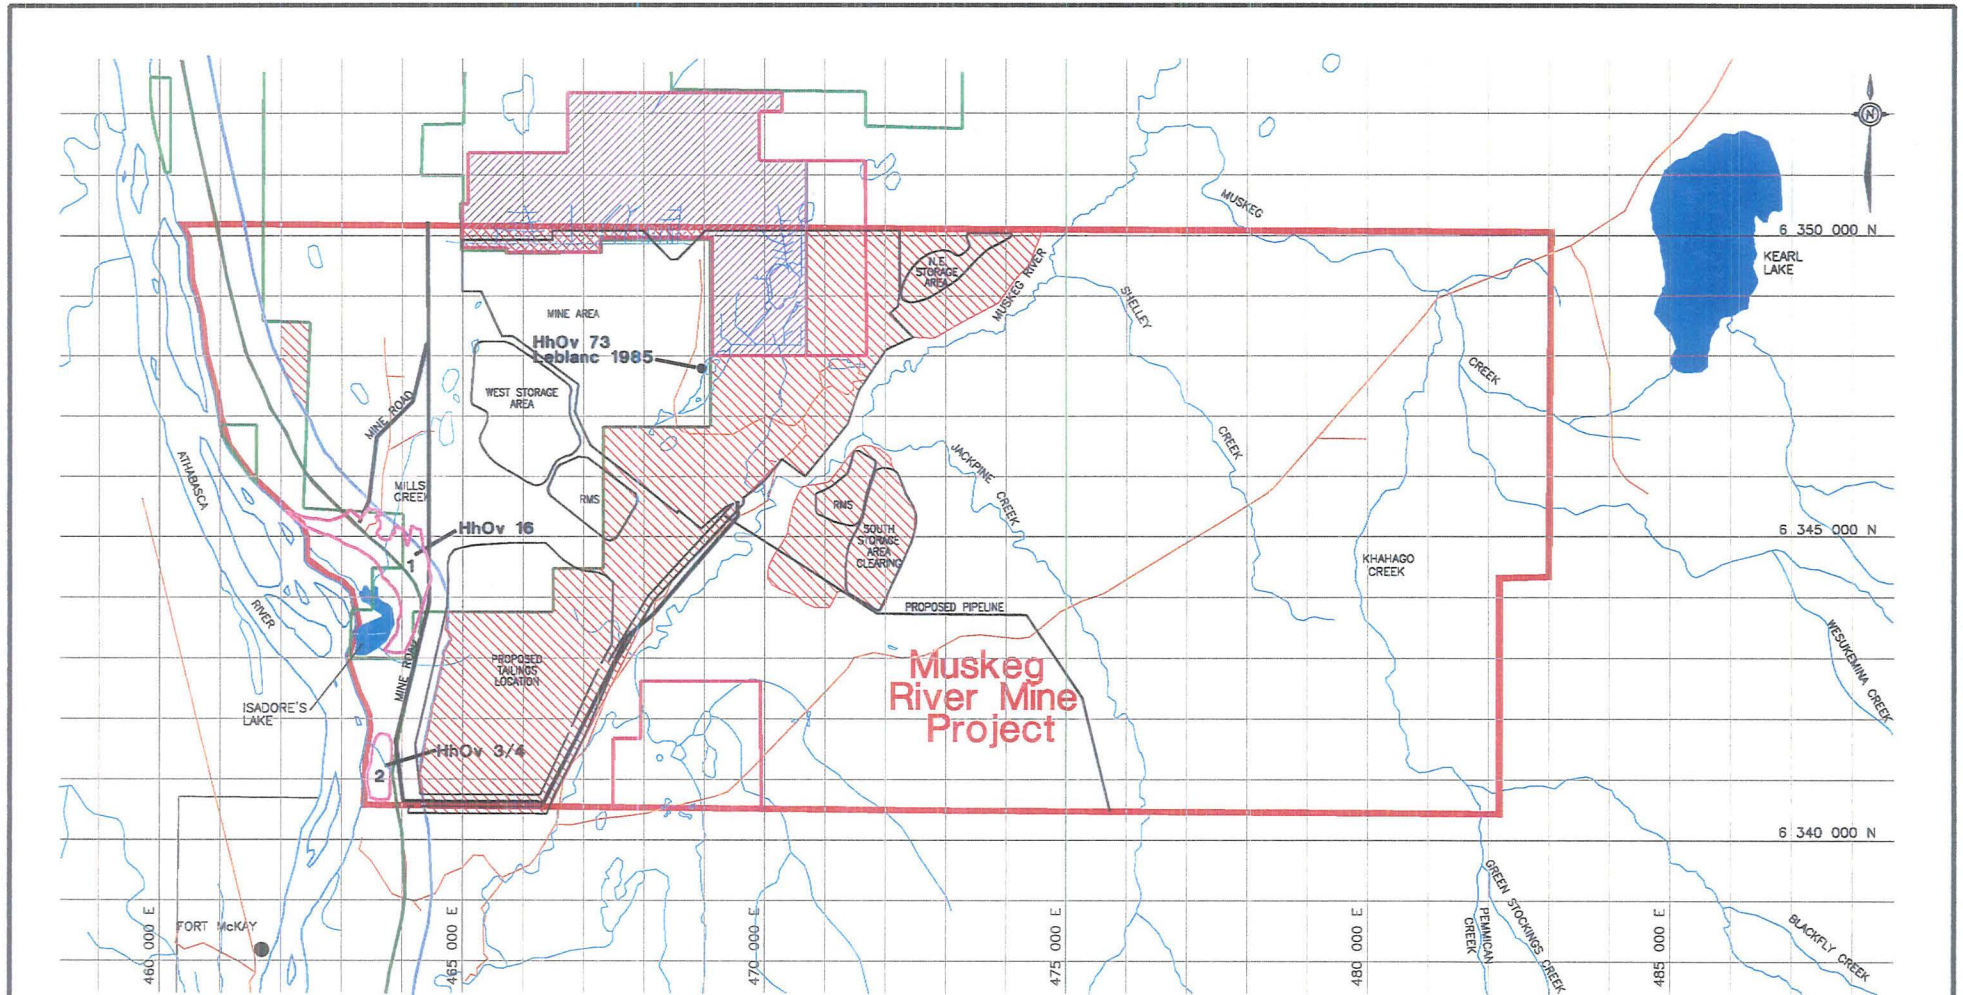 N
MUSKEG
6 350 000 N
KEARL
LAKE
N.E.
STORAGE
AREA
MUSKEG RIVER
SHELLEY
MINE AREA
HhOv 73
Leblanc 1985
WEST STORAGE
AREA
CREEK
MINE ROAD
CREEK
JACKPINE CREEK
ATHABASCA
MILLS
CREEK
RMS
RMS
HhOv 16
SOUTH
STORAGE
AREA
CLEARING
6 345 000 N
1
KHAHAGO
CREEK
RIVER
PROPOSED PIPELINE
WESUKEMINA CREEK
PROPOSED
TAILINGS
LOCATION
MINE ROAD
Muskeg
River Mine
Project
ISADORE'S
LAKE
HhOv 3/4
2
6 340 000 N
FORT McKAY
460 000 E
465 000 E
470 000 E
475 000 E
480 000 E
485 000 E
GREEN STOCKINGS CREEK
PEMMICAN
CREEK
BLACKFLY CREEK